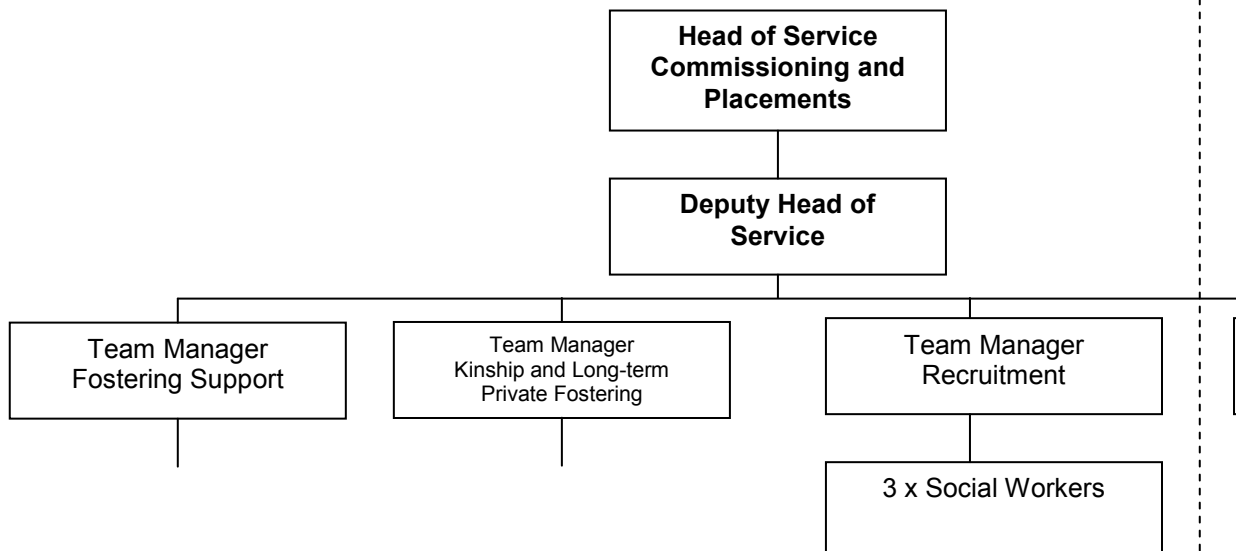 Head of Service
Commissioning and
Placements
Deputy Head of
Service
Team Manager
Fostering Support
Team Manager
Kinship and Long-term
Private Fostering
Team Manager
Recruitment
3 x Social Workers